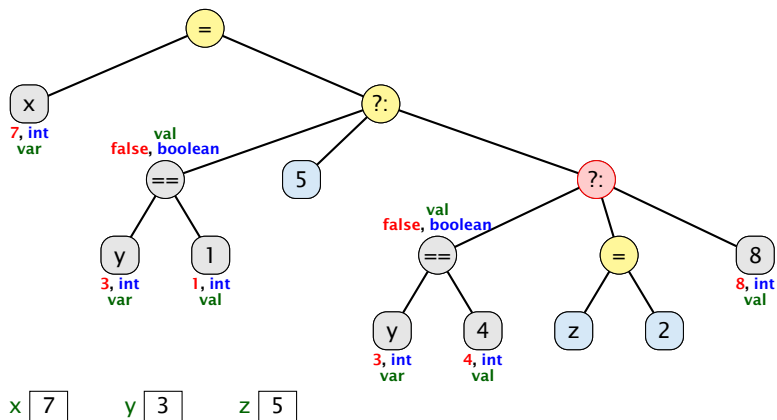 =
x
?:
7, int
var
val
false, boolean
==
5
?:
val
false, boolean
y
1
==
=
8
3, int
var
1, int
val
8, int
val
y
4
z
2
3, int
var
4, int
val
x 7
y 3
z 5